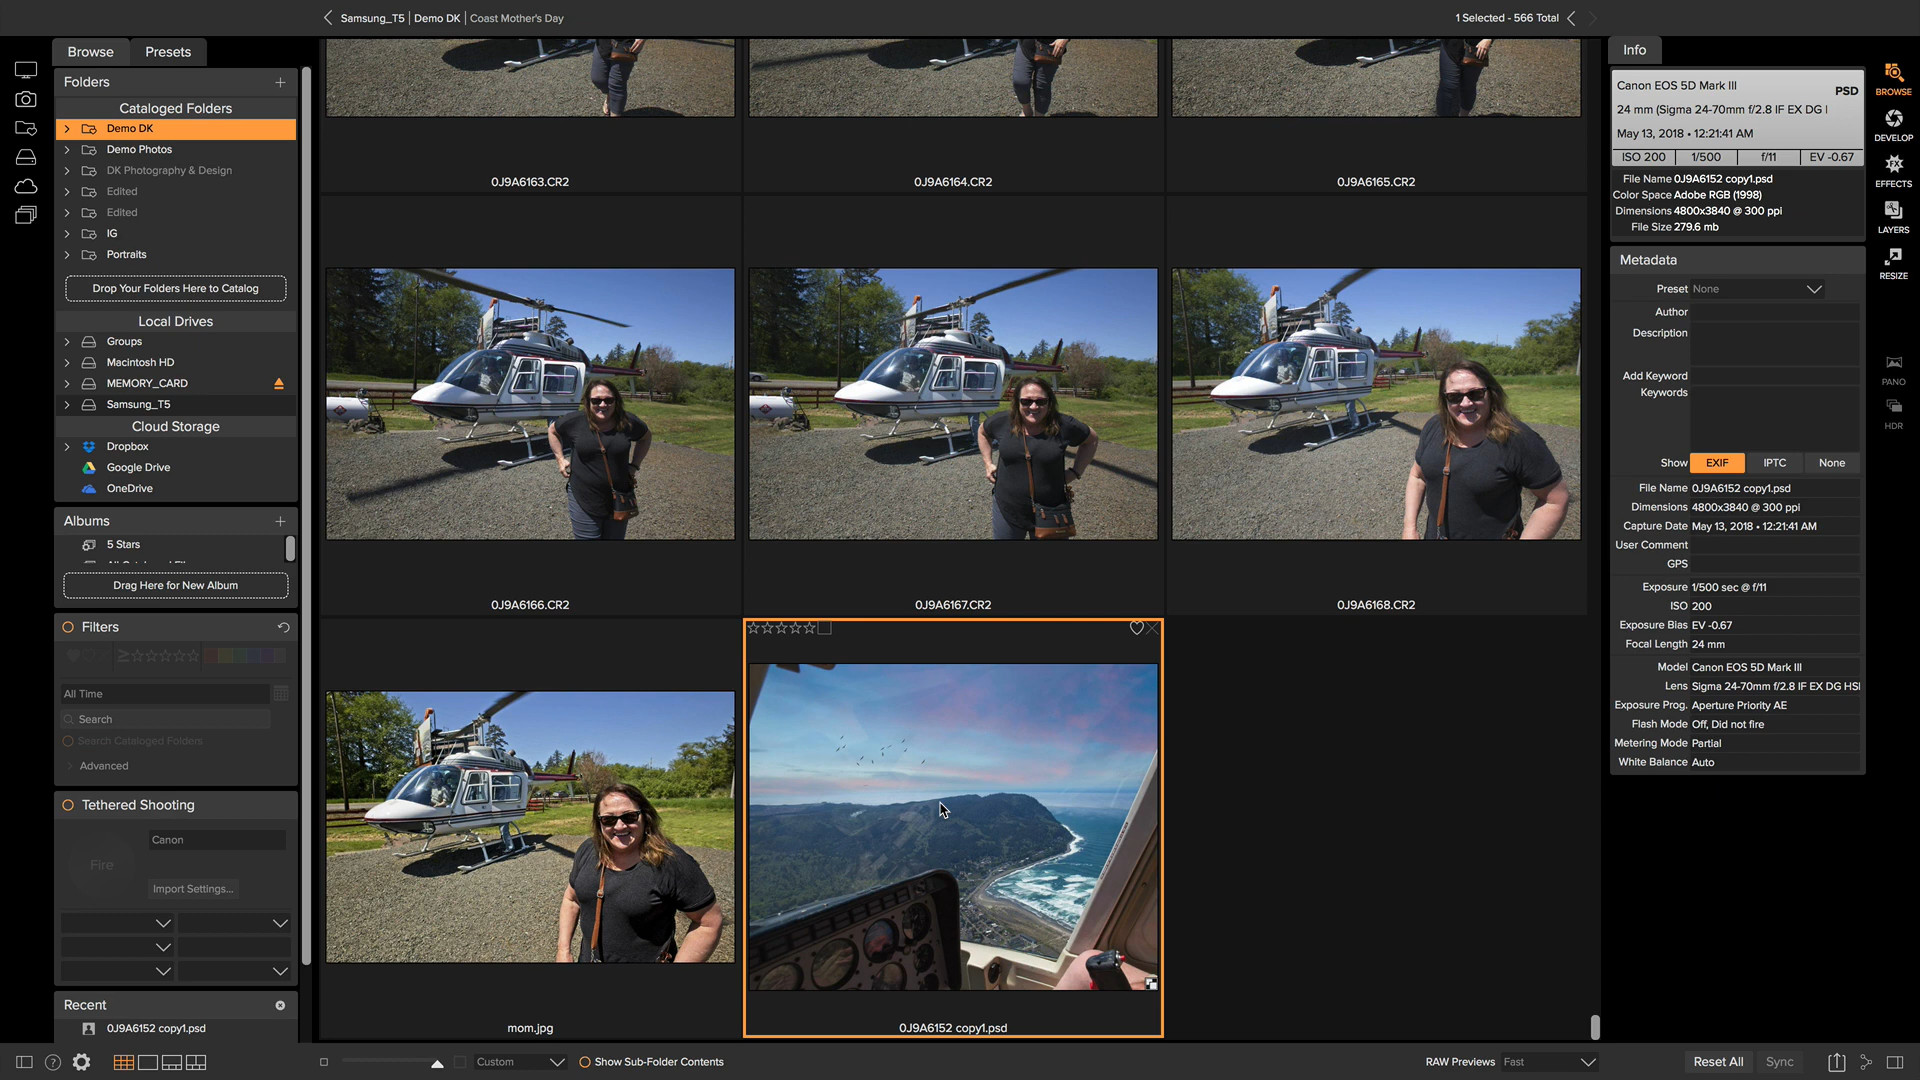 Samsung_T5 | Demo DK | Coast Mother's Day
1 Selected - 566 Total
Browse
Presets
Folders
Cataloged Folders
Demo DK
Demo Photos
DK Photography & Design
Edited
Edited
IG
Portraits
Drop Your Folders Here to Catalog
Local Drives
Groups
Macintosh HD
MEMORY_CARD
Samsung_T5
Cloud Storage
Dropbox
Google Drive
OneDrive
Albums
5 Stars
Drag Here for New Album
Filters
All Time
Search
Search Cataloged Folders
Advanced
Tethered Shooting
Canon
Fire
Import Settings...
Recent
0J9A6152 copy1.psd
0J9A6163.CR2
0J9A6164.CR2
0J9A6165.CR2
0J9A6166.CR2
0J9A6167.CR2
0J9A6168.CR2
mom.jpg
0J9A6152 copy1.psd
Custom
Show Sub-Folder Contents
RAW Previews Fast
Reset All
Sync
Info
Canon EOS 5D Mark III
PSD
24 mm (Sigma 24-70mm f/2.8 IF EX DG
May 13, 2018 • 12:21:41 AM
ISO 200
1/500
f/11
EV -0.67
File Name 0J9A6152 copy1.psd
Color Space Adobe RGB (1998)
Dimensions 4800x3840 @ 300 ppi
File Size 279.6 mb
Metadata
Preset None
Author
Description
Add Keyword
Keywords
Show EXIF IPTC None
File Name 0J9A6152 copy1.psd
Dimensions 4800x3840 @ 300 ppi
Capture Date May 13, 2018 • 12:21:41 AM
User Comment
GPS
Exposure 1/500 sec @ f/11
ISO 200
Exposure Bias EV -0.67
Focal Length 24 mm
Model Canon EOS 5D Mark III
Lens Sigma 24-70mm f/2.8 IF EX DG HS
Exposure Prog. Aperture Priority AE
Flash Mode Off, Did not fire
Metering Mode Partial
White Balance Auto
BROWSE
DEVELOP
FX
EFFECTS
LAYERS
RESIZE
PANO
HDR